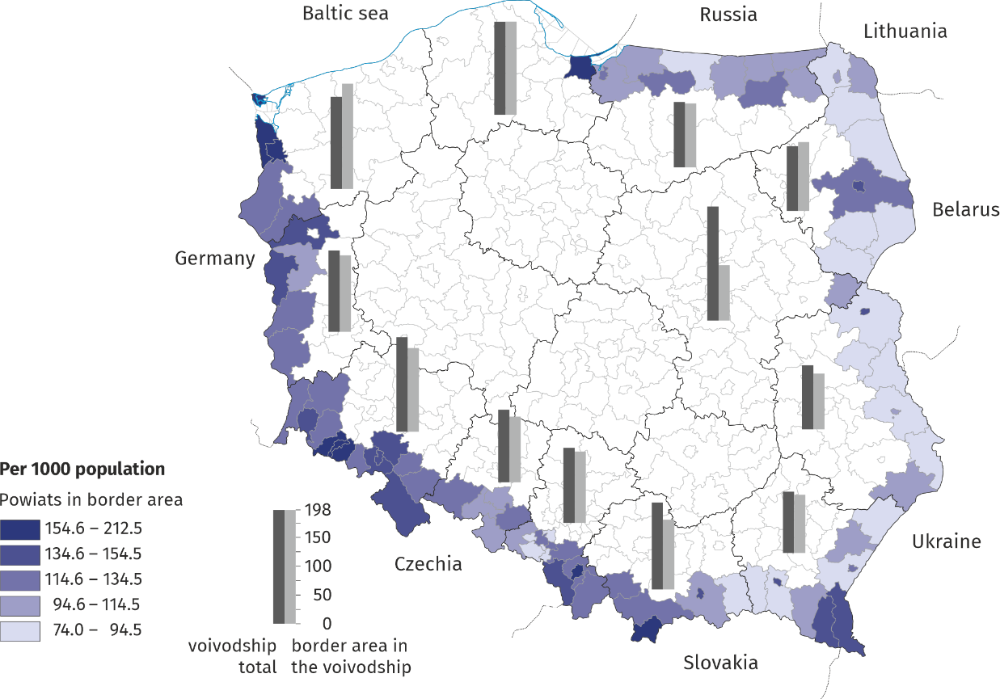 Baltic sea
Russia
Lithuania
Belarus
Germany
Per 1000 population
Powiats in border area
154.6 – 212.5
134.6 – 154.5
114.6 – 134.5
94.6 – 114.5
74.0 – 94.5
198
150
100
50
0
voivodship total
border area in the voivodship
Czechia
Slovakia
Ukraine